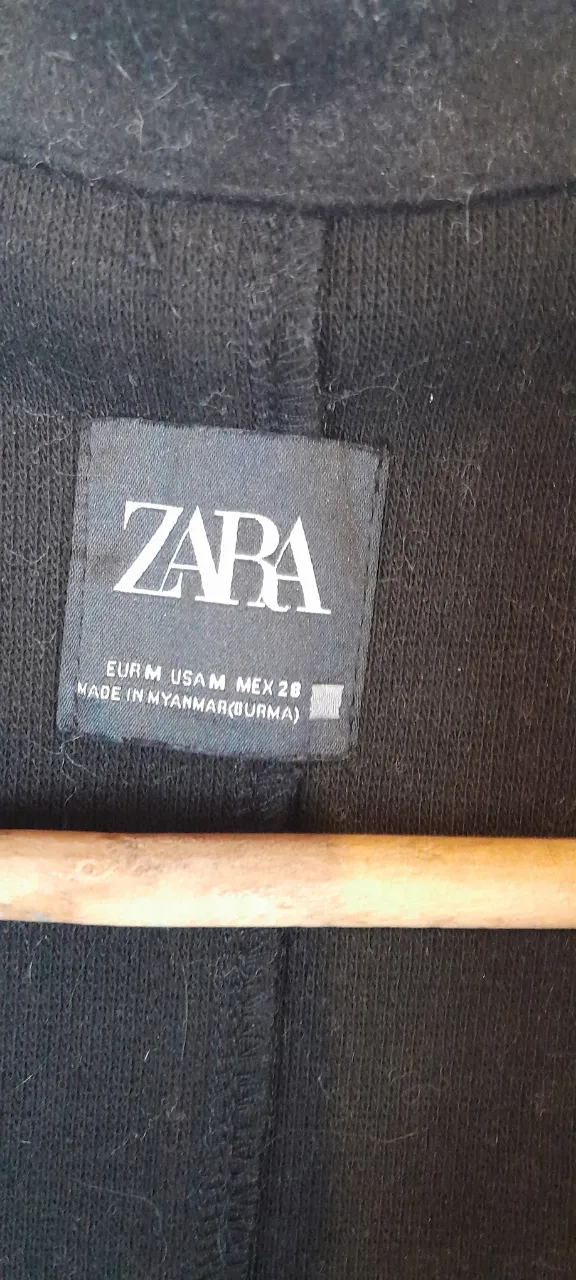 ZARA
EUR M USA M MEX 28
MADE IN MYANMAR(BURMA)